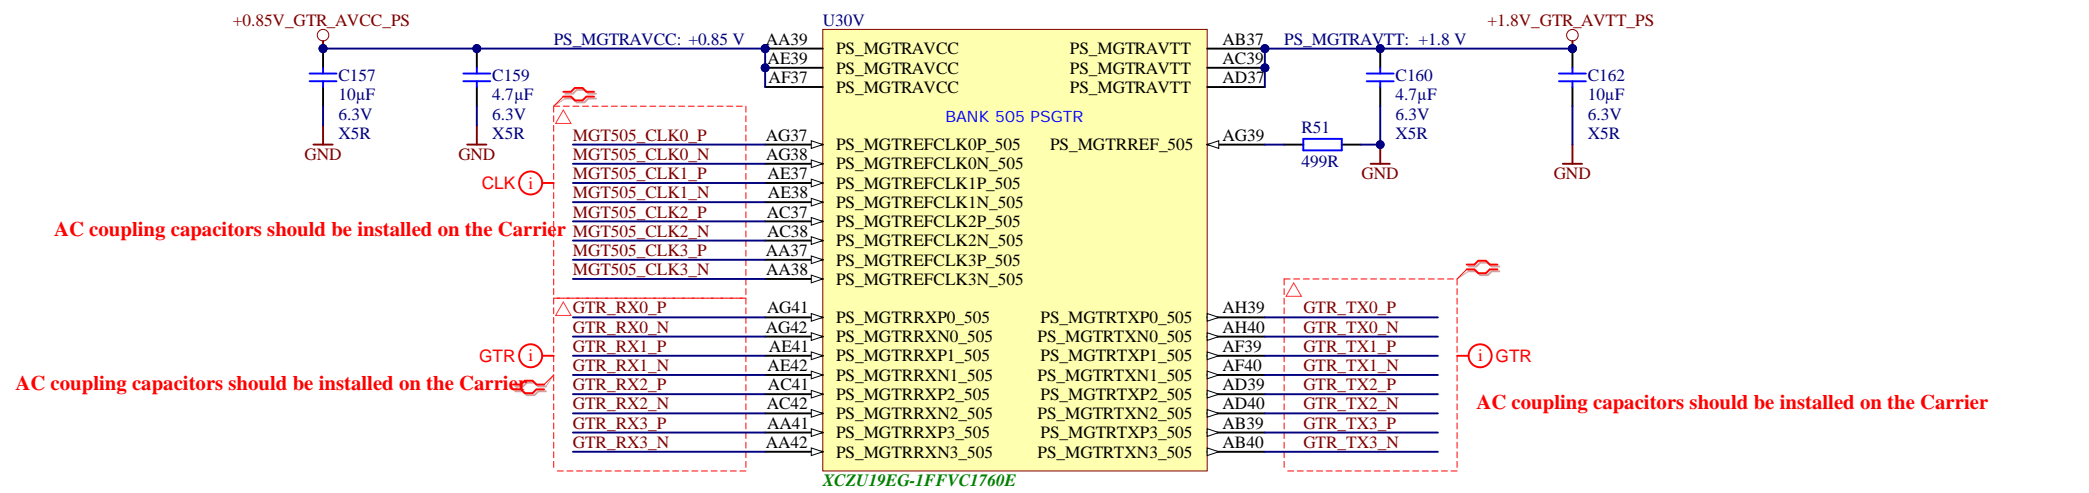 +0.85V_GTR_AVCC_PS
U30V
+1.8V_GTR_AVTT_PS
PS_MGTRAVCC: +0.85 V
PS_MGTRAVTT: +1.8 V
AA39 PS_MGTRAVCC PS_MGTRAVTT AB37
AE39 PS_MGTRAVCC PS_MGTRAVTT AC39
AF37 PS_MGTRAVCC PS_MGTRAVTT AD37
C157
10µF
6.3V
X5R
GND
C159
4.7µF
6.3V
X5R
GND
C160
4.7µF
6.3V
X5R
GND
C162
10µF
6.3V
X5R
GND
BANK 505 PSGTR
R51
499R
PS_MGTRREF_505 AG39
MGT505_CLK0_P AG37 PS_MGTREFCLK0P_505
MGT505_CLK0_N AG38 PS_MGTREFCLK0N_505
MGT505_CLK1_P AE37 PS_MGTREFCLK1P_505
MGT505_CLK1_N AE38 PS_MGTREFCLK1N_505
MGT505_CLK2_P AC37 PS_MGTREFCLK2P_505
MGT505_CLK2_N AC38 PS_MGTREFCLK2N_505
MGT505_CLK3_P AA37 PS_MGTREFCLK3P_505
MGT505_CLK3_N AA38 PS_MGTREFCLK3N_505
CLK i
AC coupling capacitors should be installed on the Carrier
GTR_RX0_P AG41 PS_MGTRRXP0_505 PS_MGTRTXP0_505 AH39 GTR_TX0_P
GTR_RX0_N AG42 PS_MGTRRXN0_505 PS_MGTRTXN0_505 AH40 GTR_TX0_N
GTR_RX1_P AE41 PS_MGTRRXP1_505 PS_MGTRTXP1_505 AF39 GTR_TX1_P
GTR_RX1_N AE42 PS_MGTRRXN1_505 PS_MGTRTXN1_505 AF40 GTR_TX1_N
GTR_RX2_P AC41 PS_MGTRRXP2_505 PS_MGTRTXP2_505 AD39 GTR_TX2_P
GTR_RX2_N AC42 PS_MGTRRXN2_505 PS_MGTRTXN2_505 AD40 GTR_TX2_N
GTR_RX3_P AA41 PS_MGTRRXP3_505 PS_MGTRTXP3_505 AB39 GTR_TX3_P
GTR_RX3_N AA42 PS_MGTRRXN3_505 PS_MGTRTXN3_505 AB40 GTR_TX3_N
GTR i
AC coupling capacitors should be installed on the Carrier
i GTR
AC coupling capacitors should be installed on the Carrier
XCZU19EG-1FFVC1760E